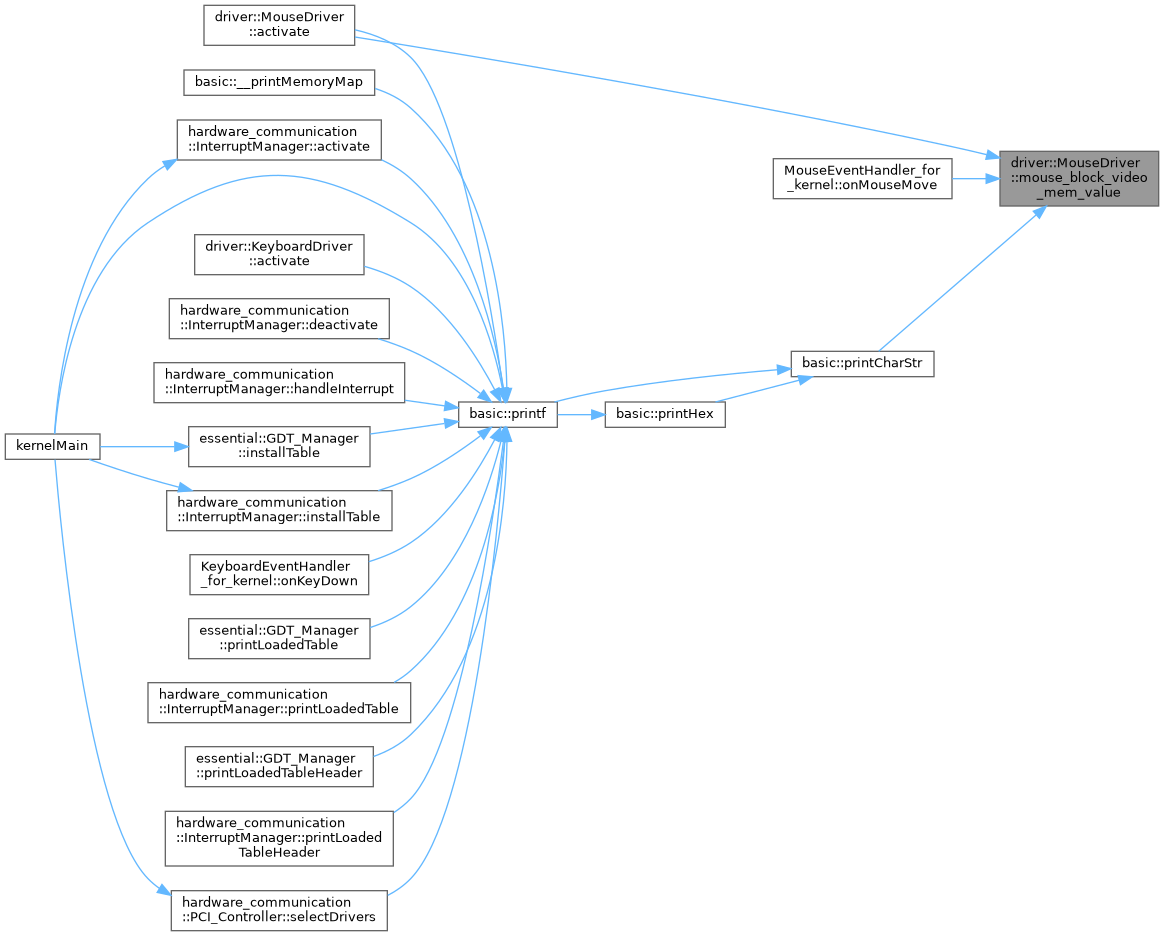 driver::MouseDriver
::activate
basic::__printMemoryMap
hardware_communication
::InterruptManager::activate
driver::KeyboardDriver
::activate
hardware_communication
::InterruptManager::deactivate
hardware_communication
::InterruptManager::handleInterrupt
kernelMain
essential::GDT_Manager
::installTable
hardware_communication
::InterruptManager::installTable
KeyboardEventHandler
_for_kernel::onKeyDown
essential::GDT_Manager
::printLoadedTable
hardware_communication
::InterruptManager::printLoadedTable
essential::GDT_Manager
::printLoadedTableHeader
hardware_communication
::InterruptManager::printLoaded
TableHeader
hardware_communication
::PCI_Controller::selectDrivers
basic::printf
basic::printHex
MouseEventHandler_for
_kernel::onMouseMove
basic::printCharStr
driver::MouseDriver
::mouse_block_video
_mem_value